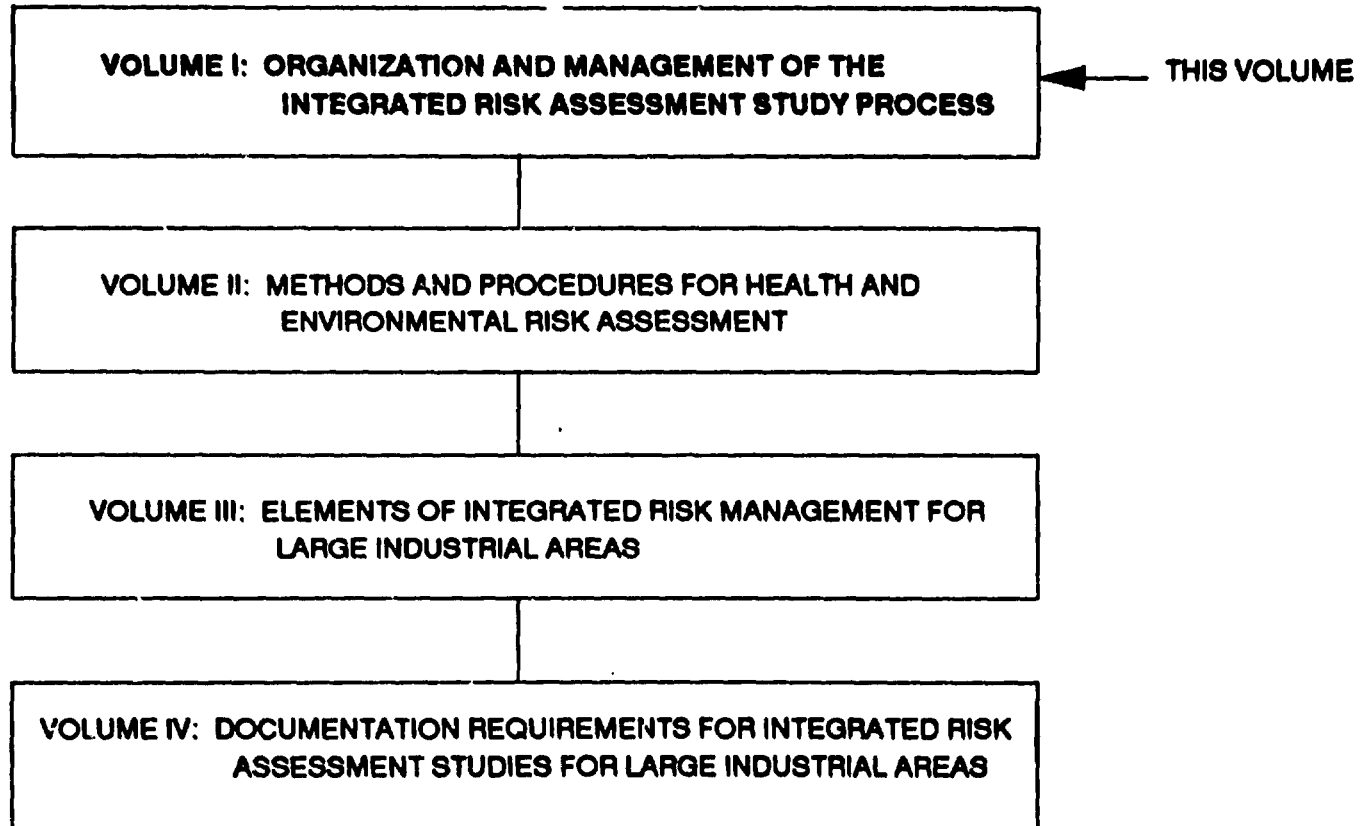 VOLUME I: ORGANIZATION AND MANAGEMENT OF THE
INTEGRATED RISK ASSESSMENT STUDY PROCESS
THIS VOLUME
VOLUME II: METHODS AND PROCEDURES FOR HEALTH AND
ENVIRONMENTAL RISK ASSESSMENT
VOLUME III: ELEMENTS OF INTEGRATED RISK MANAGEMENT FOR
LARGE INDUSTRIAL AREAS
VOLUME IV: DOCUMENTATION REQUIREMENTS FOR INTEGRATED RISK
ASSESSMENT STUDIES FOR LARGE INDUSTRIAL AREAS